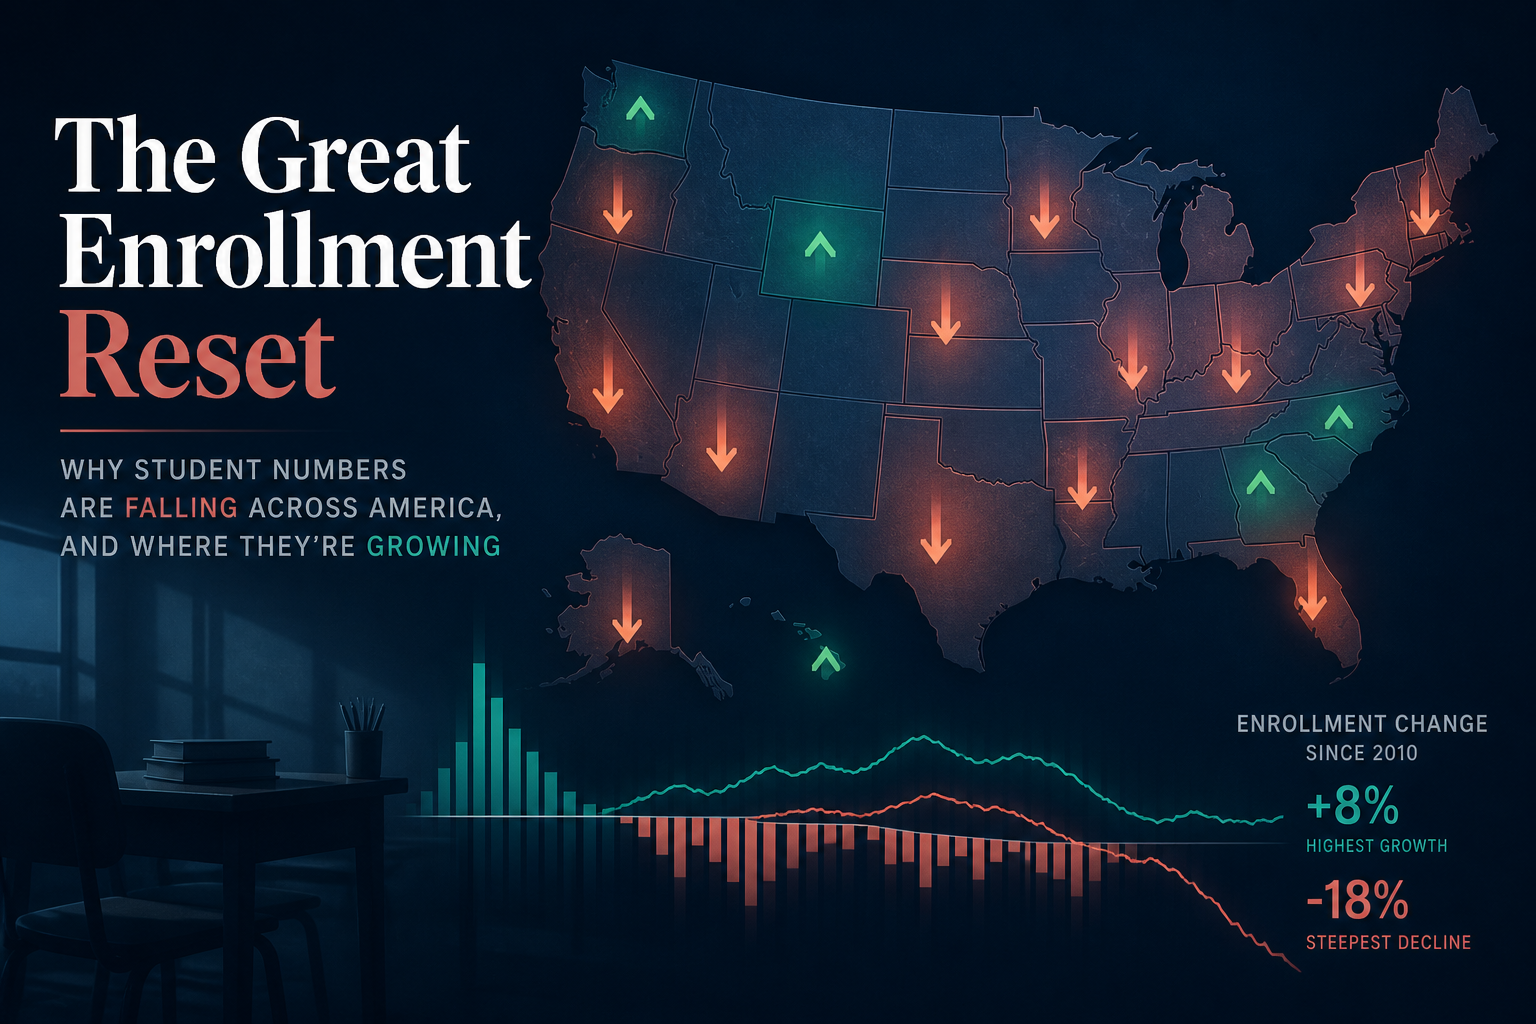 The Great
Enrollment
Reset
WHY STUDENT NUMBERS
ARE FALLING ACROSS AMERICA,
AND WHERE THEY’RE GROWING
ENROLLMENT CHANGE
SINCE 2010
+8%
HIGHEST GROWTH
-18%
STEEPEST DECLINE